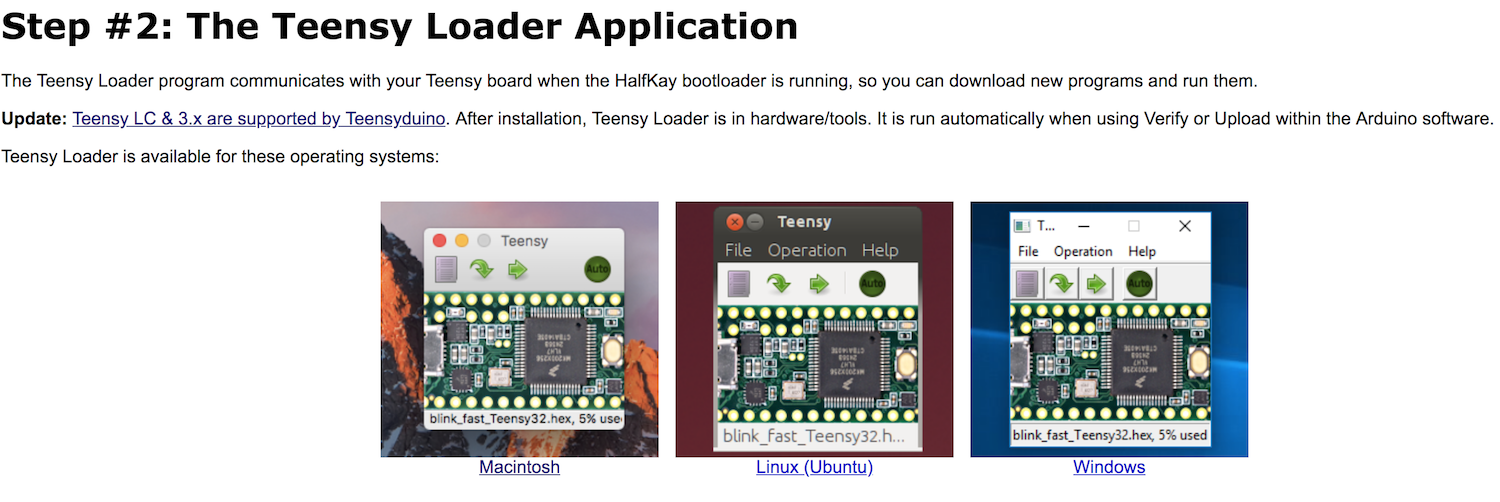 Step #2: The Teensy Loader Application
The Teensy Loader program communicates with your Teensy board when the HalfKay bootloader is running, so you can download new programs and run them.
Update: Teensy LC & 3.x are supported by Teensyduino. After installation, Teensy Loader is in hardware/tools. It is run automatically when using Verify or Upload within the Arduino software.
Teensy Loader is available for these operating systems:
Teensy
Auto
blink_fast_Teensy32.hex, 5% use
Macintosh
Teensy
File Operation Help
Auto
blink_fast_Teensy32.h...
Linux (Ubuntu)
T...
File Operation Help
Auto
blink_fast_Teensy32.hex, 5% used
Windows